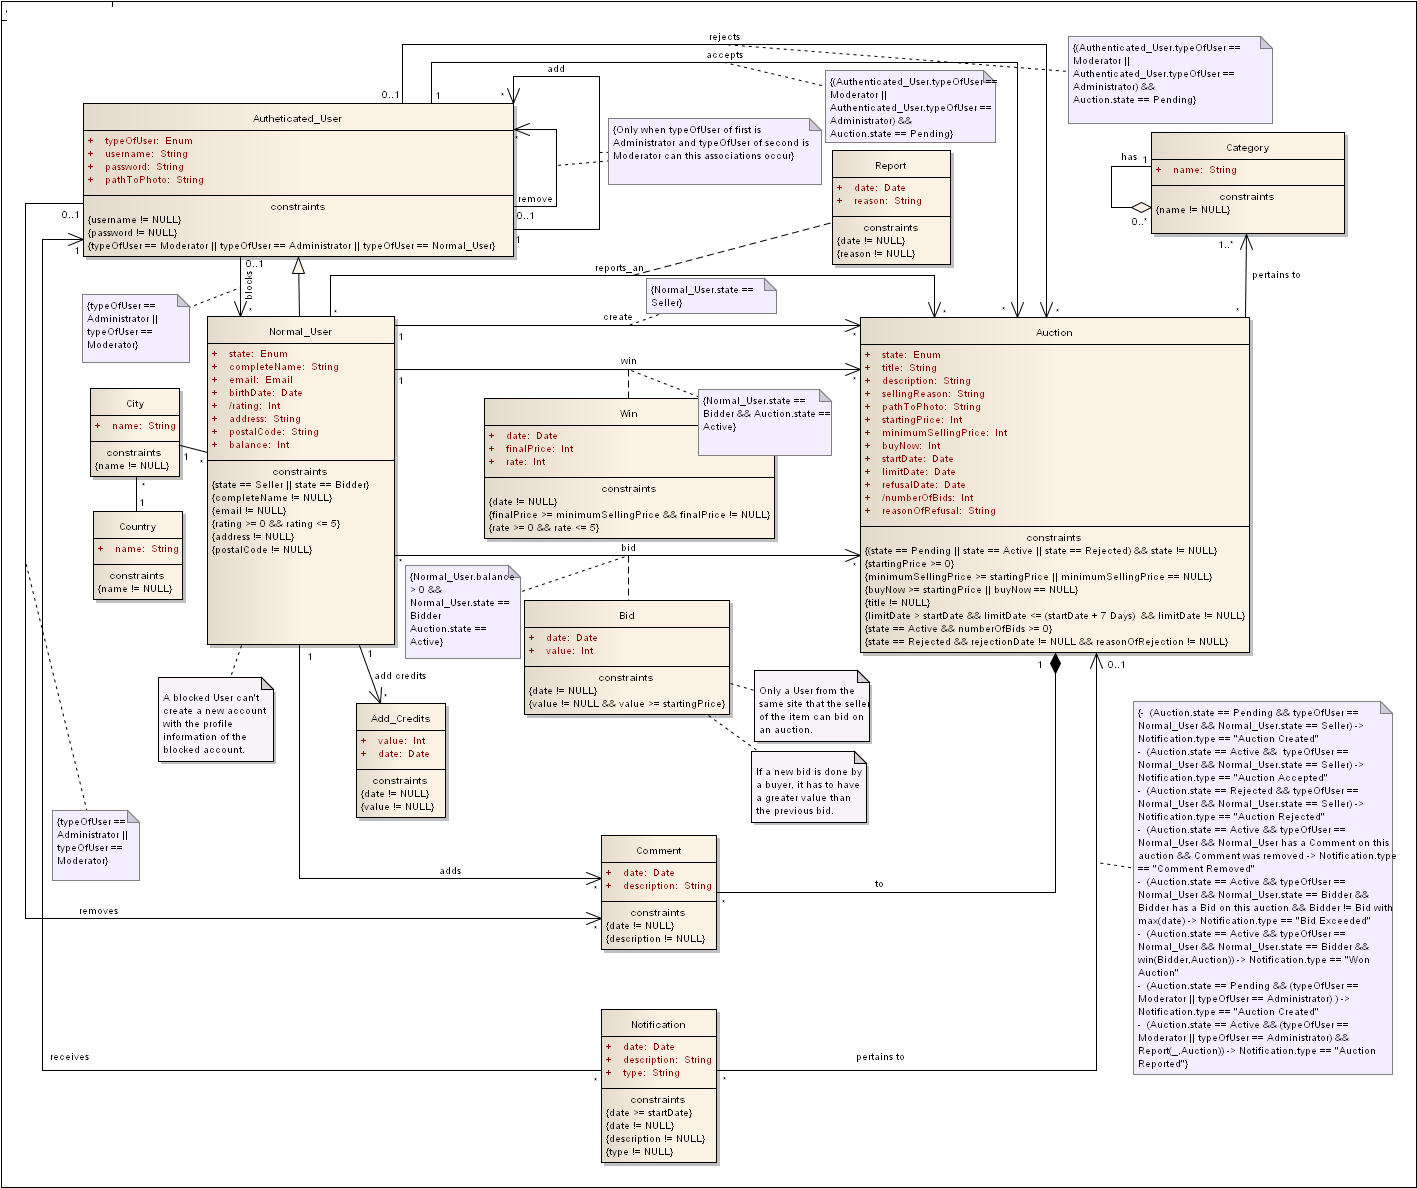 rejects
accepts
add
0..1
1
*
{(Authenticated_User.typeOfUser ==
Moderator ||
Authenticated_User.typeOfUser ==
Administrator) &&
Auction.state == Pending}
{(Authenticated_User.typeOfUser ==
Moderator ||
Authenticated_User.typeOfUser ==
Administrator) &&
Auction.state == Pending}
Autheticated_User
+ typeOfUser: Enum
+ username: String
+ password: String
+ pathToPhoto: String
constraints
{username != NULL}
{password != NULL}
{typeOfUser == Moderator || typeOfUser == Administrator || typeOfUser == Normal_User}
*
remove
0..1
1
0..1
1
{Only when typeOfUser of first is
Administrator and typeOfUser of second is
Moderator can this associations occur}
Report
+ date: Date
+ reason: String
constraints
{date != NULL}
{reason != NULL}
Category
+ name: String
constraints
{name != NULL}
has
1
0..*
1..*
pertains to
*
0..1
blocks
*
*
reports_an
*
*
*
{typeOfUser ==
Administrator ||
typeOfUser ==
Moderator}
{Normal_User.state ==
Seller}
Normal_User
+ state: Enum
+ completeName: String
+ email: Email
+ birthDate: Date
+ /rating: Int
+ address: String
+ postalCode: String
+ balance: Int
constraints
{state == Seller || state == Bidder}
{completeName != NULL}
{email != NULL}
{rating >= 0 && rating <= 5}
{address != NULL}
{postalCode != NULL}
create
1
*
win
1
*
Win
+ date: Date
+ finalPrice: Int
+ rate: Int
constraints
{date != NULL}
{finalPrice >= minimumSellingPrice && finalPrice != NULL}
{rate >= 0 && rate <= 5}
{Normal_User.state ==
Bidder && Auction.state ==
Active}
Auction
+ state: Enum
+ title: String
+ description: String
+ sellingReason: String
+ pathToPhoto: String
+ startingPrice: Int
+ minimumSellingPrice: Int
+ buyNow: Int
+ startDate: Date
+ limitDate: Date
+ refusalDate: Date
+ /numberOfBids: Int
+ reasonOfRefusal: String
constraints
{(state == Pending || state == Active || state == Rejected) && state != NULL}
{startingPrice >= 0}
{minimumSellingPrice >= startingPrice || minimumSellingPrice == NULL}
{buyNow >= startingPrice || buyNow == NULL}
{title != NULL}
{limitDate > startDate && limitDate <= (startDate + 7 Days) && limitDate != NULL}
{state == Active && numberOfBids >= 0}
{state == Rejected && rejectionDate != NULL && reasonOfRejection != NULL}
City
+ name: String
constraints
{name != NULL}
1
*
*
1
Country
+ name: String
constraints
{name != NULL}
bid
*
*
{Normal_User.balance
> 0 &&
Normal_User.state ==
Bidder
Auction.state ==
Active}
Bid
+ date: Date
+ value: Int
constraints
{date != NULL}
{value != NULL && value >= startingPrice}
1
1
add credits
*
1
0..1
A blocked User can't
create a new account
with the profile
information of the
blocked account.
Add_Credits
+ value: Int
+ date: Date
constraints
{date != NULL}
{value != NULL}
Only a User from the
same site that the seller
of the item can bid on
an auction.
If a new bid is done by
a buyer, it has to have
a greater value than
the previous bid.
{- (Auction.state == Pending && typeOfUser ==
Normal_User && Normal_User.state == Seller) ->
Notification.type == "Auction Created"
- (Auction.state == Active && typeOfUser ==
Normal_User && Normal_User.state == Seller) ->
Notification.type == "Auction Accepted"
- (Auction.state == Rejected && typeOfUser ==
Normal_User && Normal_User.state == Seller) ->
Notification.type == "Auction Rejected"
- (Auction.state == Active && typeOfUser ==
Normal_User && Normal_User has a Comment on this
auction && Comment was removed -> Notification.type
== "Comment Removed"
- (Auction.state == Active && typeOfUser ==
Normal_User && Normal_User.state == Bidder &&
Bidder has a Bid on this auction && Bidder != Bid with
max(date) -> Notification.type == "Bid Exceeded"
- (Auction.state == Active && typeOfUser ==
Normal_User && Normal_User.state == Bidder &&
win(Bidder,Auction)) -> Notification.type == "Won
Auction"
- (Auction.state == Pending && (typeOfUser ==
Moderator || typeOfUser == Administrator) ) ->
Notification.type == "Auction Created"
- (Auction.state == Active && (typeOfUser ==
Moderator || typeOfUser == Administrator) &&
Report(_,Auction)) -> Notification.type == "Auction
Reported"}
{typeOfUser ==
Administrator ||
typeOfUser ==
Moderator}
Comment
+ date: Date
+ description: String
constraints
{date != NULL}
{description != NULL}
adds
*
to
*
removes
*
Notification
+ date: Date
+ description: String
+ type: String
constraints
{date >= startDate}
{date != NULL}
{description != NULL}
{type != NULL}
receives
*
pertains to
*